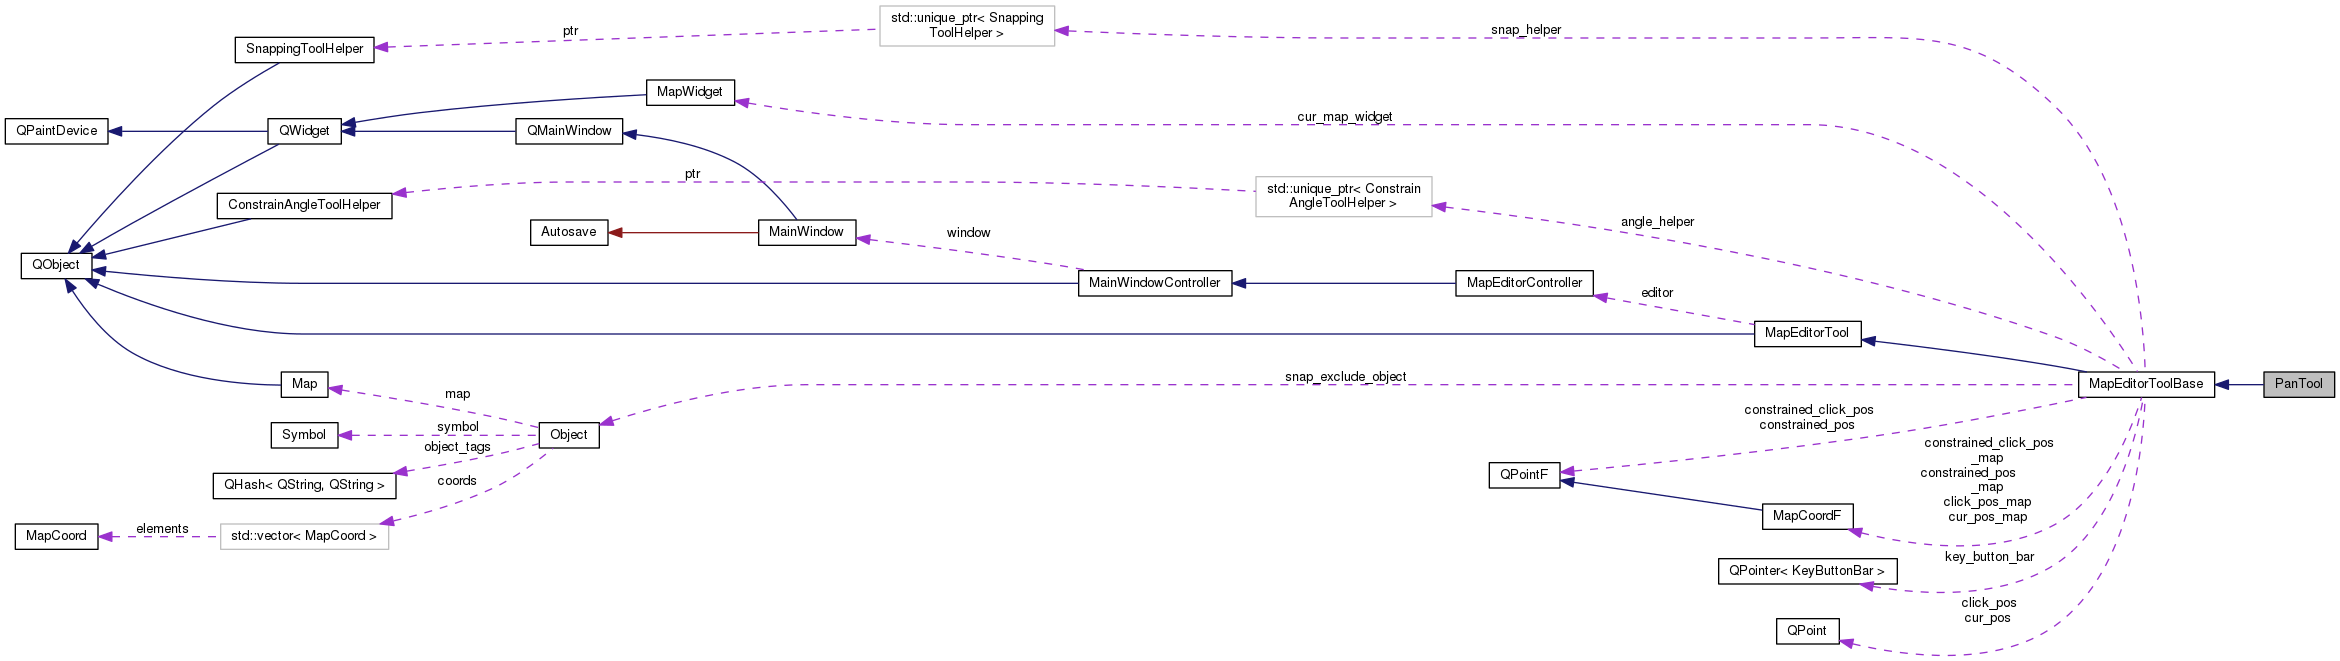 std::unique_ptr< Snapping
ToolHelper >
snap_helper
ptr
SnappingToolHelper
MapWidget
cur_map_widget
QPaintDevice
QWidget
QMainWindow
ptr
std::unique_ptr< Constrain
AngleToolHelper >
ConstrainAngleToolHelper
angle_helper
Autosave
MainWindow
window
QObject
MainWindowController
MapEditorController
editor
MapEditorTool
Map
map
snap_exclude_object
MapEditorToolBase
PanTool
Symbol
symbol
Object
object_tags
constrained_click_pos
constrained_pos
QHash< QString, QString >
coords
QPointF
constrained_click_pos
_map
constrained_pos
_map
click_pos_map
cur_pos_map
MapCoordF
MapCoord
elements
std::vector< MapCoord >
key_button_bar
QPointer< KeyButtonBar >
click_pos
cur_pos
QPoint